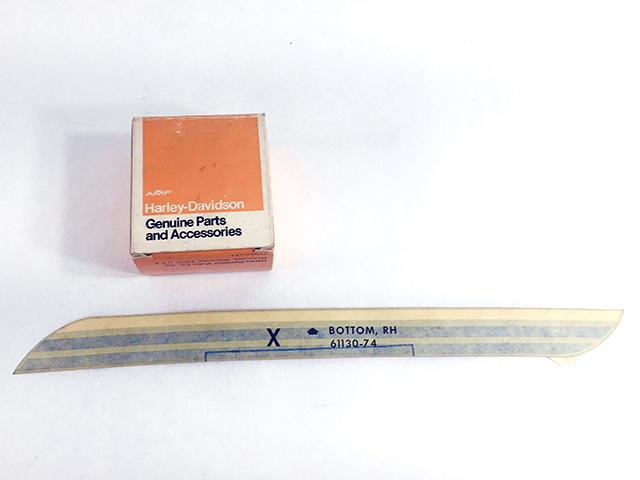 AMF
Harley-Davidson
Genuine Parts
and Accessories
X
BOTTOM, RH
61130-74